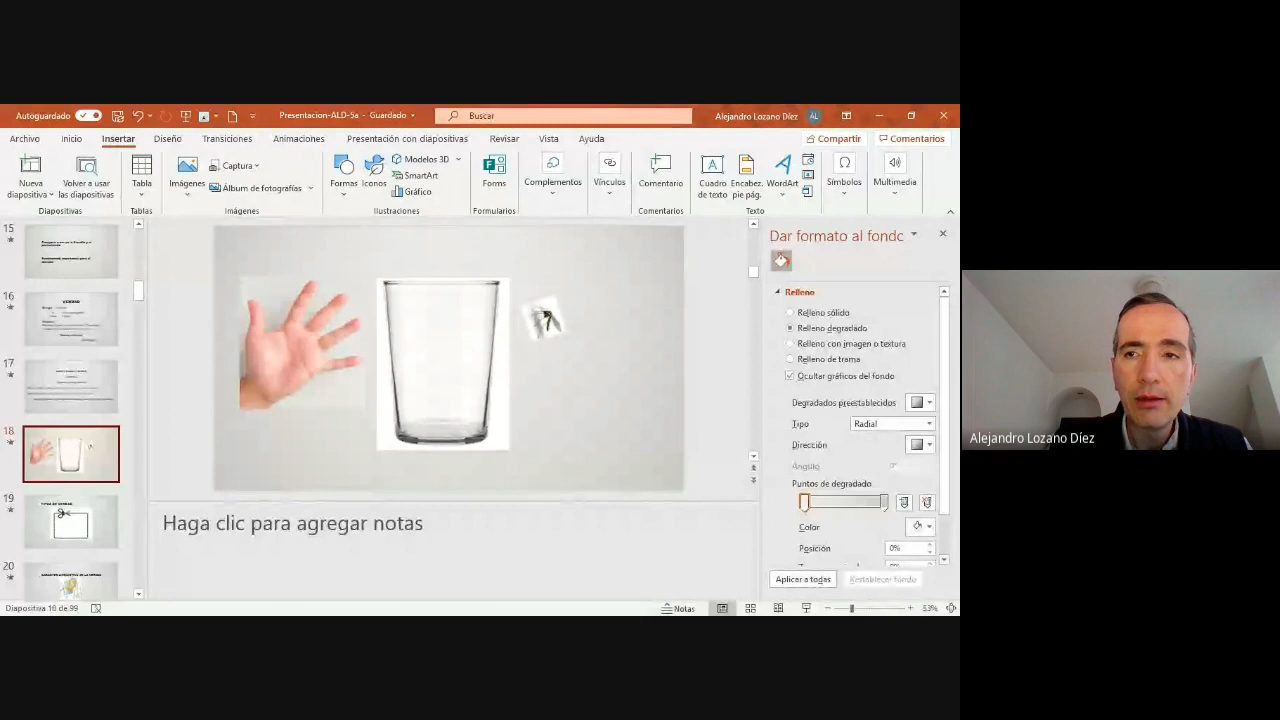 Autoguardado
Presentacion-ALD-5a - Guardado
Buscar
Alejandro Lozano Díez
AL
Archivo Inicio Insertar Diseño Transiciones Animaciones Presentación con diapositivas Revisar Vista Ayuda
Compartir
Comentarios
Nueva diapositiva
Volver a usar las diapositivas
Diapositivas
Tabla
Tablas
Imágenes
Captura
Álbum de fotografías
Imágenes
Formas
Iconos
Modelos 3D
SmartArt
Gráfico
Ilustraciones
Forms
Formularios
Complementos
Vínculos
Comentario
Comentarios
Cuadro de texto
Encabez. pie pág.
WordArt
Texto
Símbolos
Multimedia
15
16
17
18
19
20
Dar formato al fondo
Relleno
Relleno sólido
Relleno degradado
Relleno con imagen o textura
Relleno de trama
Ocultar gráficos del fondo
Degradados preestablecidos
Tipo
Radial
Dirección
Ángulo
0°
Puntos de degradado
Color
Posición
0%
Aplicar a todas
Restablecer fondo
Haga clic para agregar notas
Diapositiva 18 de 99
Notas
53%
Alejandro Lozano Díez